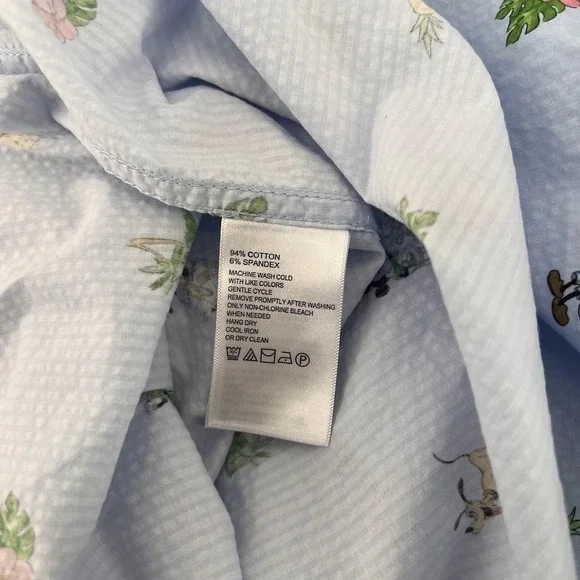 94% COTTON
6% SPANDEX
MACHINE WASH COLD
WITH LIKE COLORS
GENTLE CYCLE
REMOVE PROMPTLY AFTER WASHING
ONLY NON-CHLORINE BLEACH
WHEN NEEDED
HANG DRY
COOL IRON
OR DRY CLEAN
P